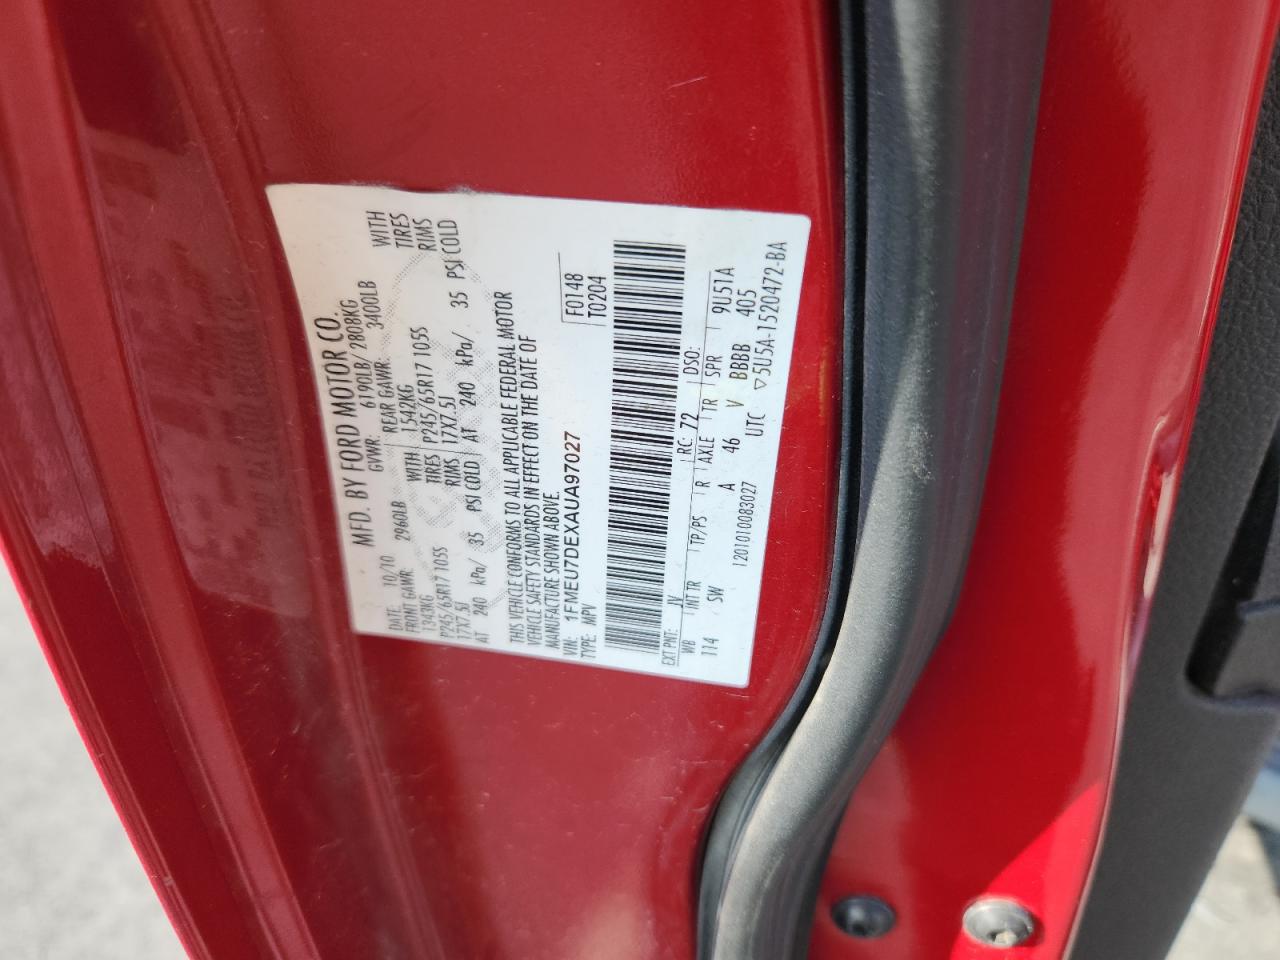 MFD. BY FORD MOTOR CO.
DATE: 10/10 GVWR: 6190LB/ 2808KG
FRONT GAWR: 2960LB REAR GAWR: 3400LB
1343KG WITH 1542KG WITH
P245/65R17 105S TIRES P245/65R17 105S TIRES
17X7.5J RIMS 17X7.5J RIMS
AT 240 kPa/ 35 PSI COLD AT 240 kPa/ 35 PSI COLD
THIS VEHICLE CONFORMS TO ALL APPLICABLE FEDERAL MOTOR
VEHICLE SAFETY STANDARDS IN EFFECT ON THE DATE OF
MANUFACTURE SHOWN ABOVE.
VIN: 1FMEU7DEXAUA97027 F0148
TYPE: MPV T0204
EXT PNT: JV RC: 72 DSO:
WB INT TR TP/PS R AXLE TR SPR 9U51A
114 SW A 46 V BBBB 405
UTC ▽5U5A-1520472-BA
1201010083027